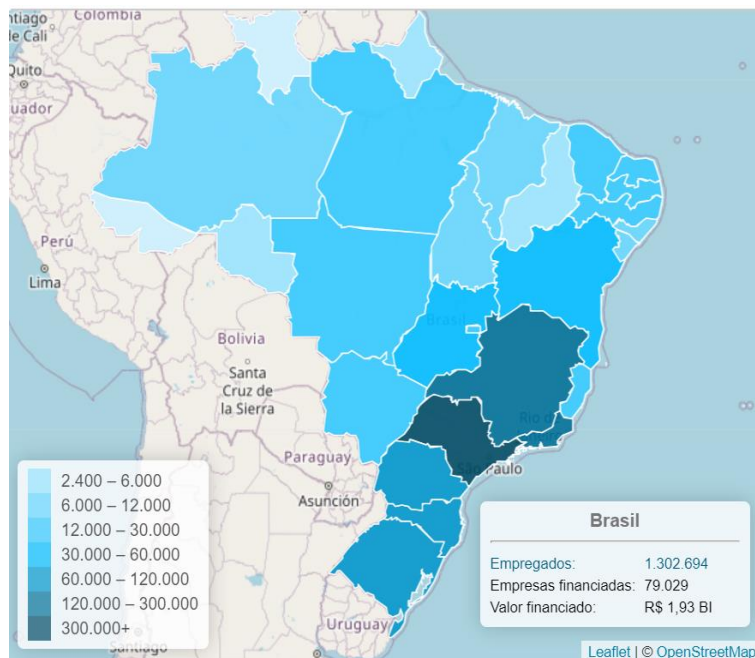 Santiago
de Cali
Colombia
Quito
Ecuador
Perú
Lima
Brasil
Bolivia
Santa
Cruz de
la Sierra
Paraguay
Asunción
São Paulo
Uruguay
Santiago
2.400 – 6.000
6.000 – 12.000
12.000 – 30.000
30.000 – 60.000
60.000 – 120.000
120.000 – 300.000
300.000+
Brasil
Empregados: 1.302.694
Empresas financiadas: 79.029
Valor financiado: R$ 1,93 BI
Leaflet | © OpenStreetMap